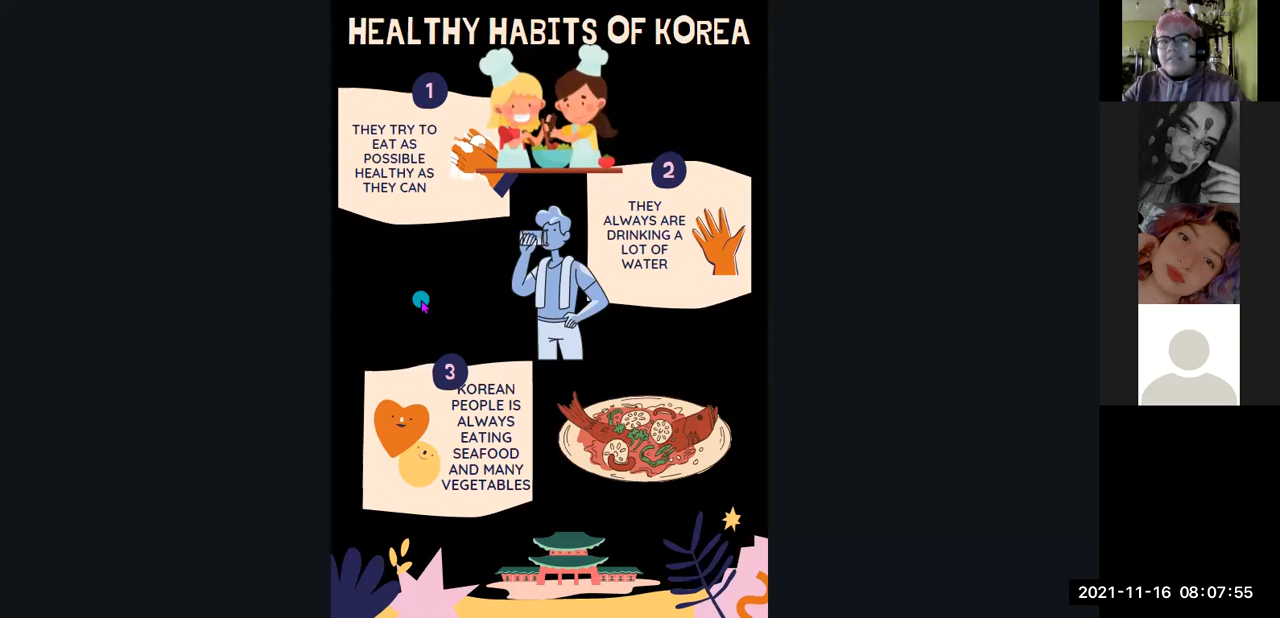 HEALTHY HABITS OF KOREA
1
THEY TRY TO
EAT AS
POSSIBLE
HEALTHY AS
THEY CAN
2
THEY
ALWAYS ARE
DRINKING A
LOT OF
WATER
3
KOREAN
PEOPLE IS
ALWAYS
EATING
SEAFOOD
AND MANY
VEGETABLES
2021-11-16 08:07:55